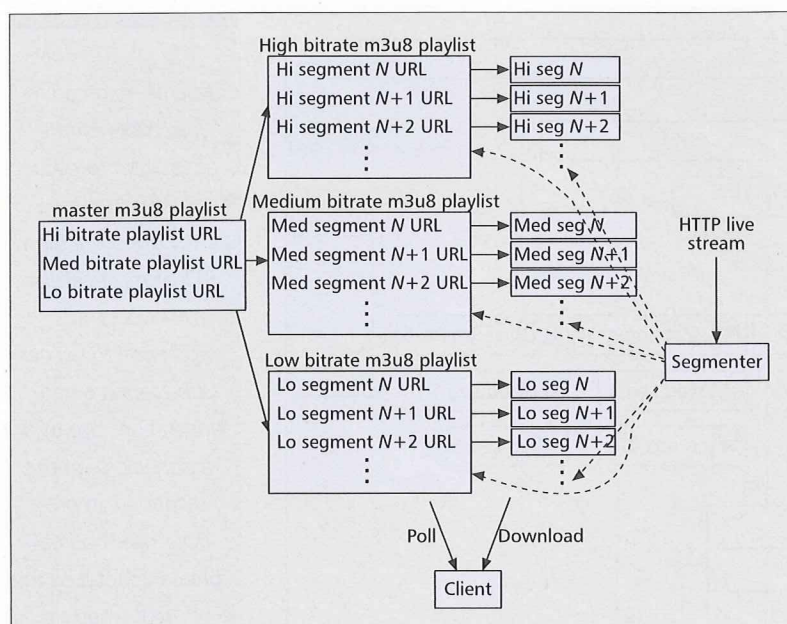 High bitrate m3u8 playlist
Hi segment N URL
Hi segment N+1 URL
Hi segment N+2 URL
Hi seg N
Hi seg N+1
Hi seg N+2
master m3u8 playlist
Hi bitrate playlist URL
Med bitrate playlist URL
Lo bitrate playlist URL
Medium bitrate m3u8 playlist
Med segment N URL
Med segment N+1 URL
Med segment N+2 URL
Med seg N
Med seg N+1
Med seg N+2
HTTP live
stream
Segmenter
Low bitrate m3u8 playlist
Lo segment N URL
Lo segment N+1 URL
Lo segment N+2 URL
Lo seg N
Lo seg N+1
Lo seg N+2
Poll
Download
Client